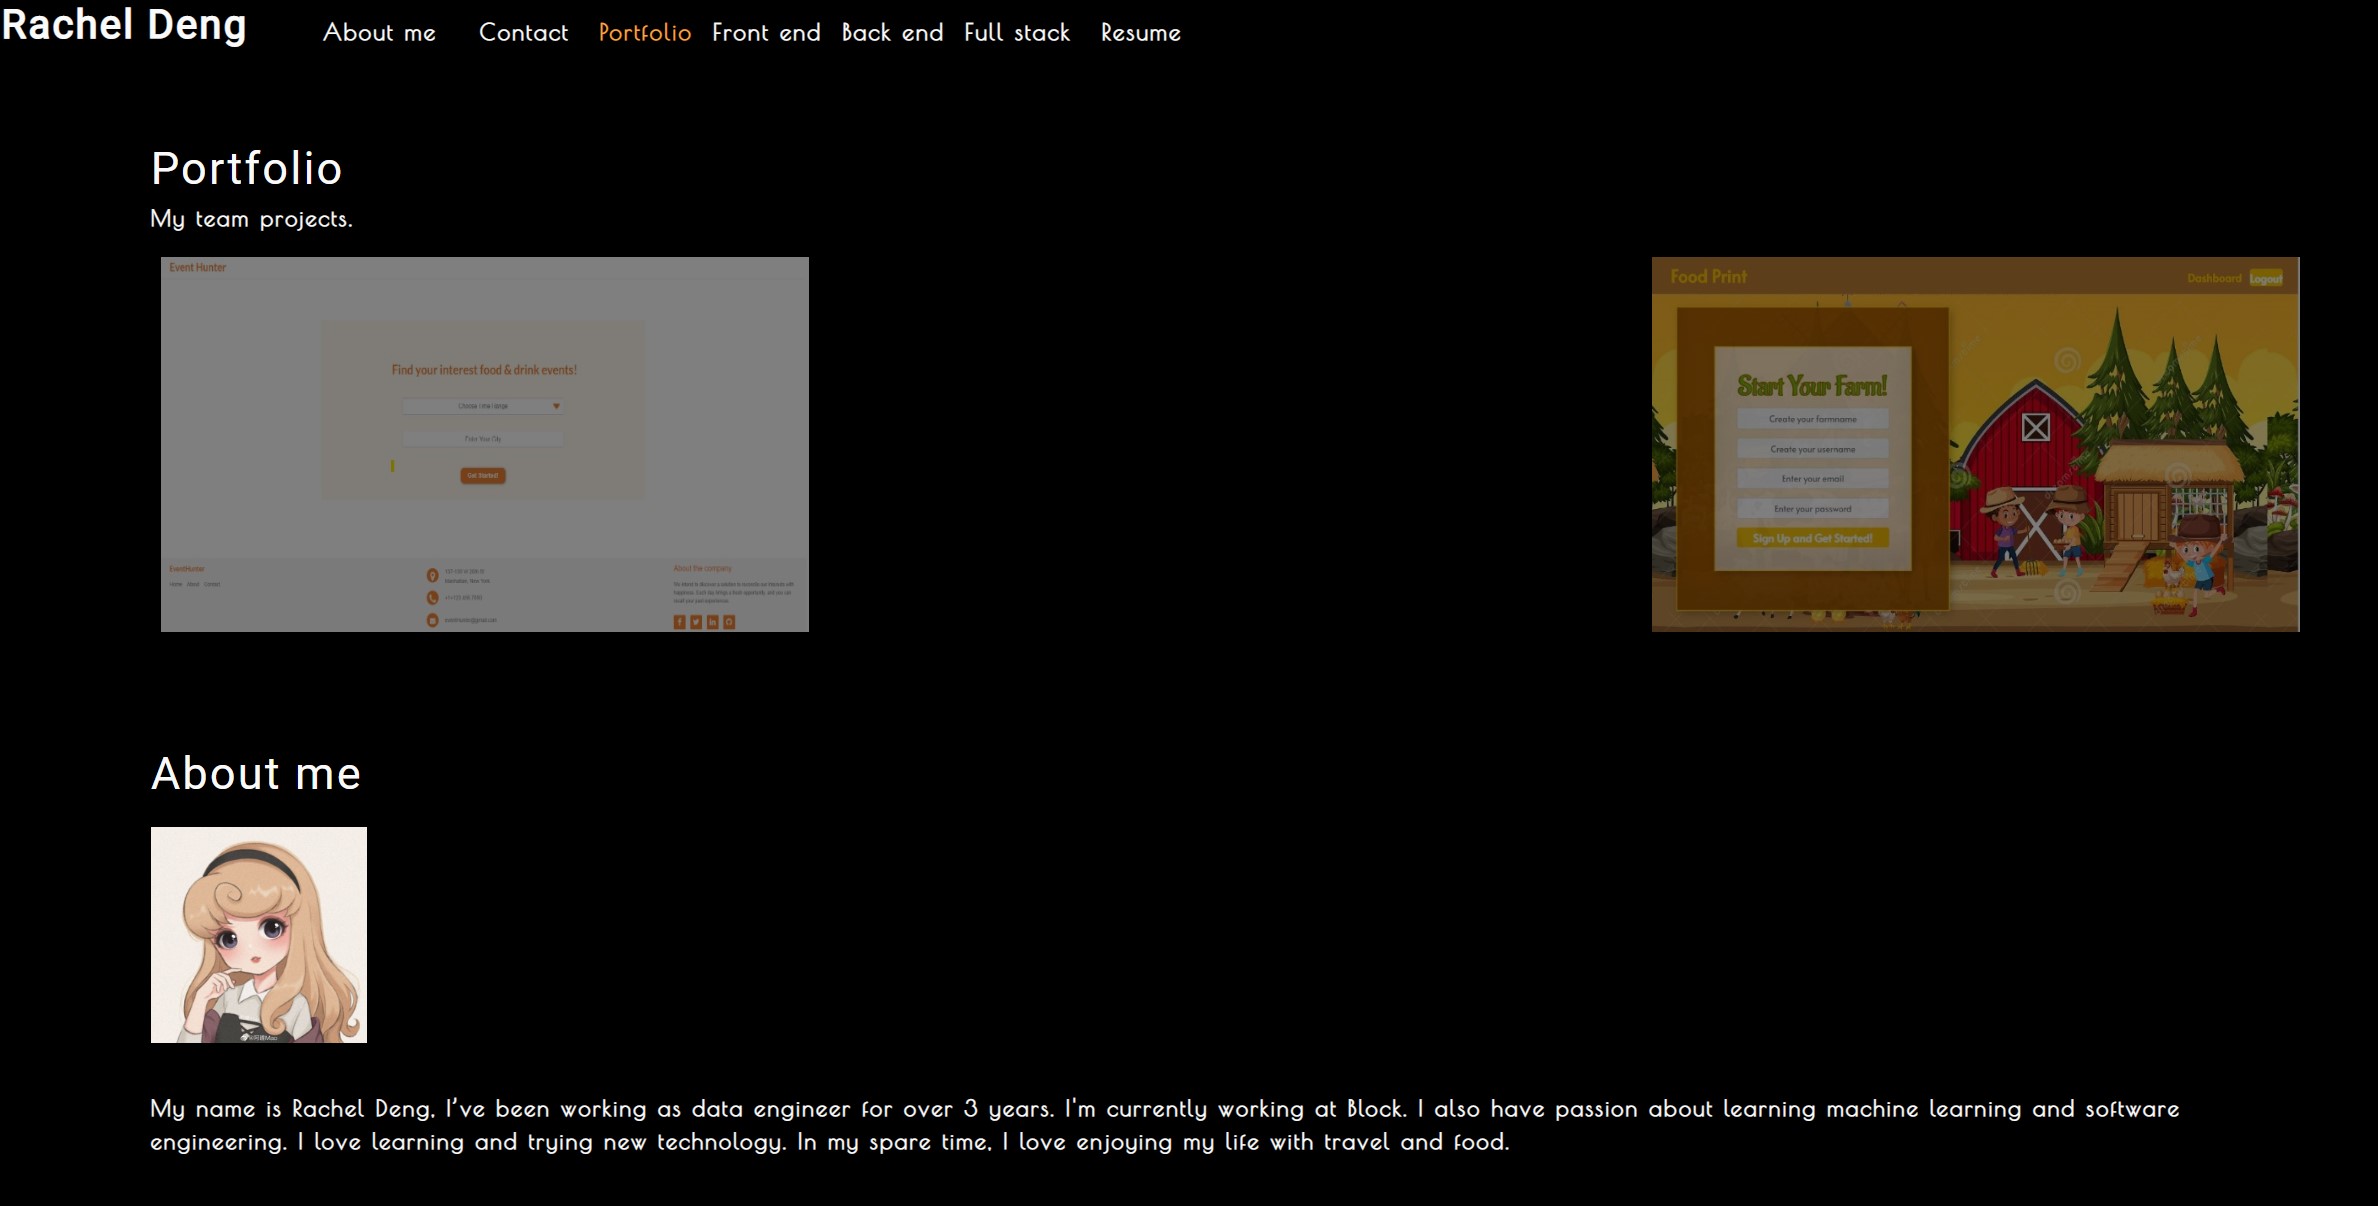 Rachel Deng
About me Contact Portfolio Front end Back end Full stack Resume
Portfolio
My team projects.
Event Hunter
Find your interest food & drink events!
Enter Your City
Get Started!
EventHunter
Home About Contact
Manhattan, New York
About the company
Food Print
Dashboard Logout
Start Your Farm!
Create your farmname
Create your username
Enter your email
Enter your password
Sign Up and Get Started!
About me
My name is Rachel Deng, I've been working as data engineer for over 3 years. I'm currently working at Block. I also have passion about learning machine learning and software
engineering. I love learning and trying new technology. In my spare time, I love enjoying my life with travel and food.